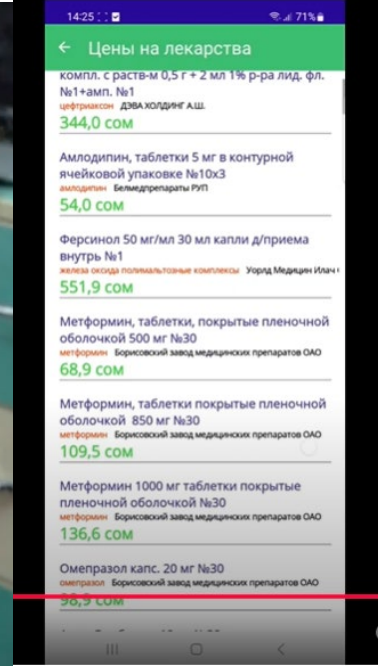 14:25
71%
← Цены на лекарства
компл. с раств-м 0,5 г + 2 мл 1% р-ра лид. фл.
№1+амп. №1
цефтриаксон ДЭВА ХОЛДИНГ А.Ш.
344,0 сом
Амлодипин, таблетки 5 мг в контурной
ячейковой упаковке №10х3
амлодипин Белмедпрепараты РУП
54,0 сом
Ферсинол 50 мг/мл 30 мл капли д/приема
внутрь №1
железа оксида полимальтозные комплексы Уорлд Медицин Илач
551,9 сом
Метформин, таблетки, покрытые пленочной
оболочкой 500 мг №30
метформин Борисовский завод медицинских препаратов ОАО
68,9 сом
Метформин, таблетки покрытые пленочной
оболочкой 850 мг №30
метформин Борисовский завод медицинских препаратов ОАО
109,5 сом
Метформин 1000 мг таблетки покрытые
пленочной оболочкой №30
метформин Борисовский завод медицинских препаратов ОАО
136,6 сом
Омепразол капс. 20 мг №30
омепразол Борисовский завод медицинских препаратов ОАО
98,9 сом